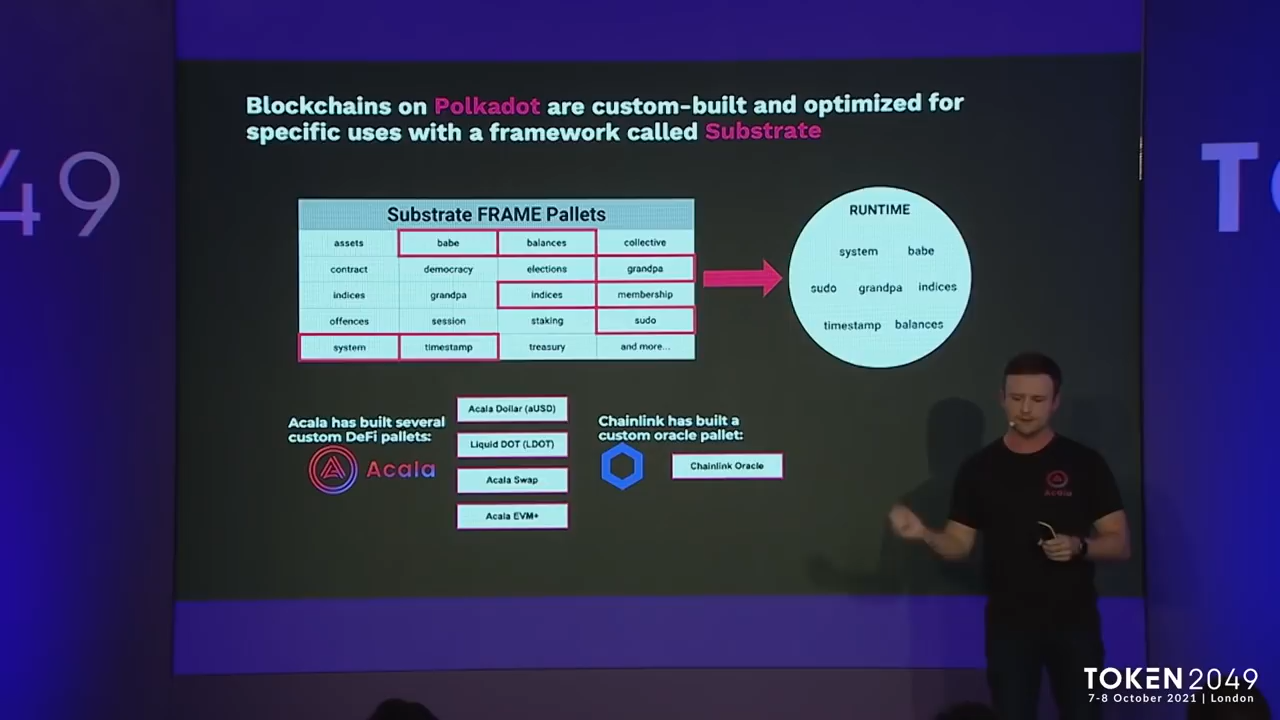 Blockchains on Polkadot are custom-built and optimized for
specific uses with a framework called Substrate
49
T
Substrate FRAME Pallets
assets babe balances collective
contract democracy elections grandpa
indices grandpa indices membership
offences session staking sudo
system timestamp treasury and more...
RUNTIME
system babe
sudo grandpa indices
timestamp balances
Acala has built several
custom DeFi pallets:
Acala
Acala Dollar (aUSD)
Liquid DOT (LDOT)
Acala Swap
Acala EVM+
Chainlink has built a
custom oracle pallet:
Chainlink Oracle
Acala
TOKEN2049
7-8 October 2021 | London